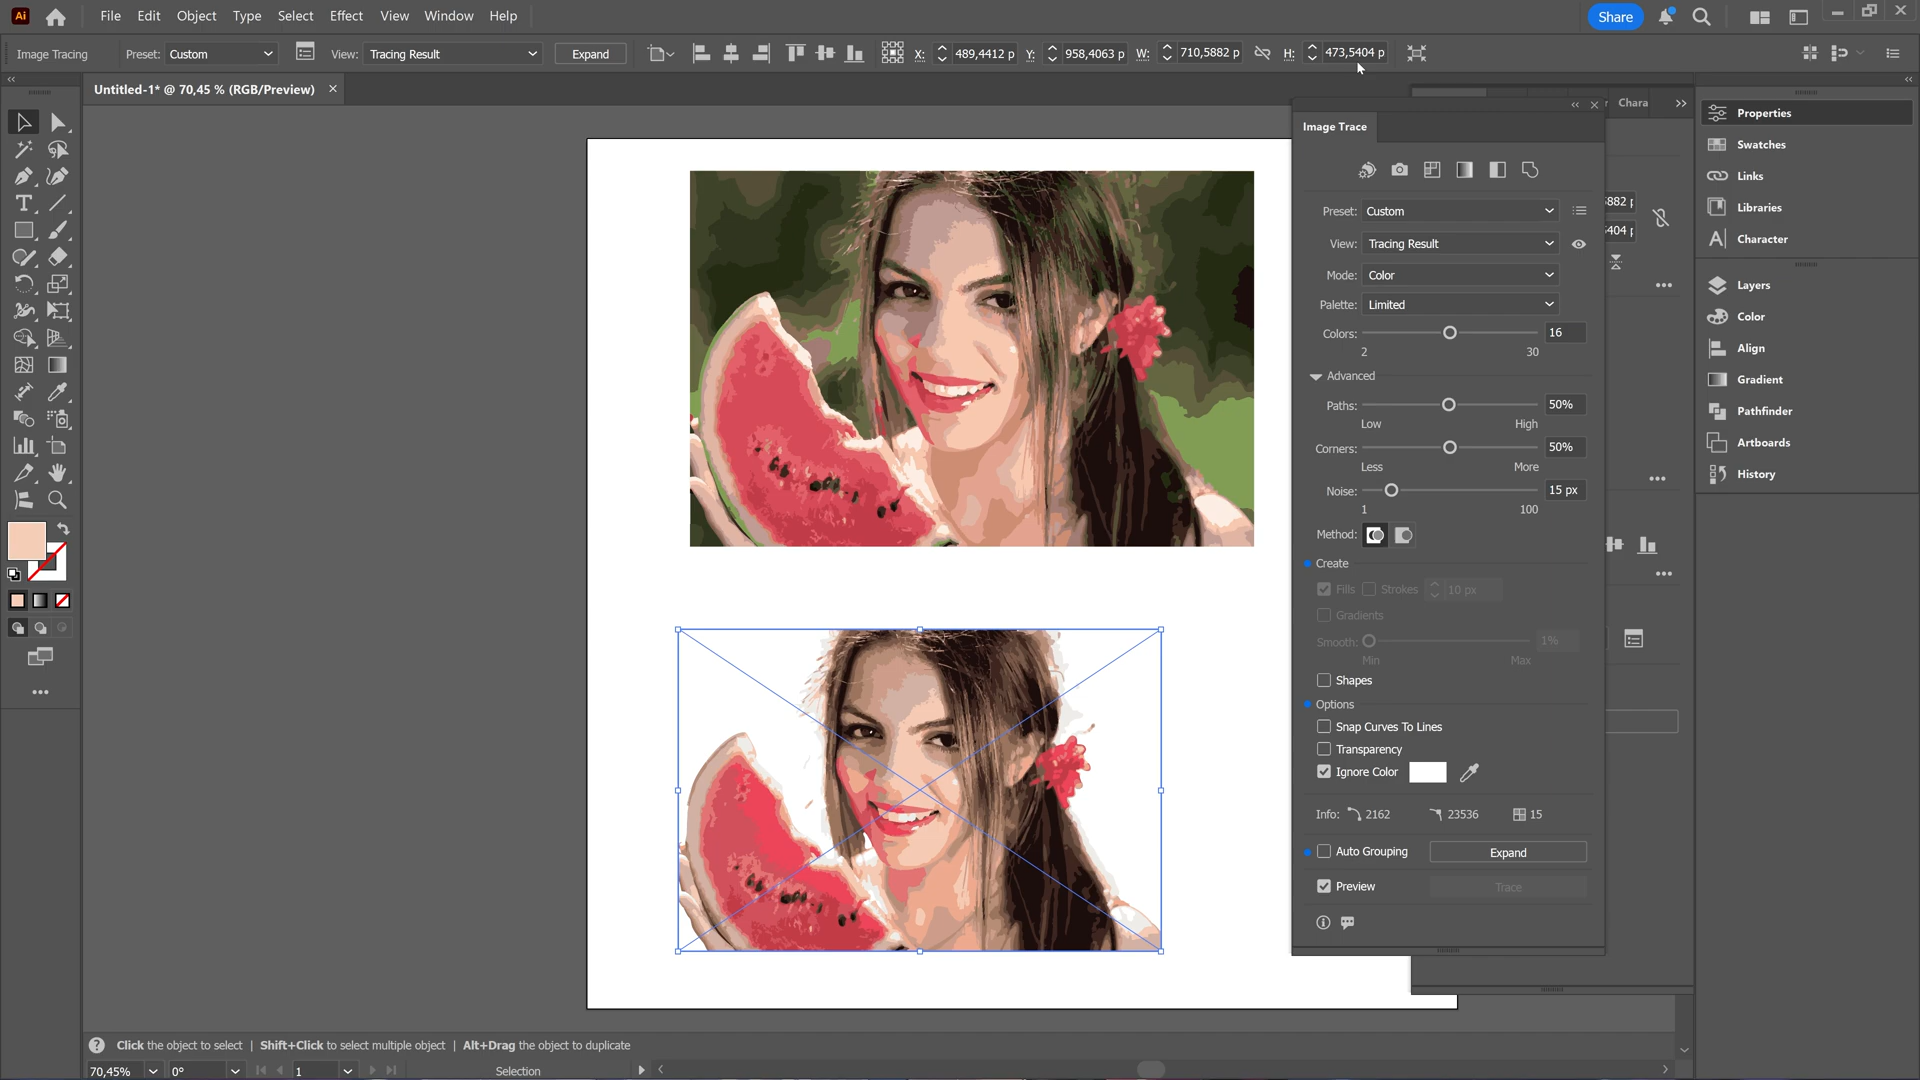 Ai File Edit Object Type Select Effect View Window Help Share
Image Tracing Preset: Custom View: Tracing Result Expand X: 489,4412 p Y: 958,4063 p W: 710,5882 p H: 473,5404 p
Untitled-1* @ 70,45 % (RGB/Preview) ×
Chara
Image Trace
Preset: Custom
View: Tracing Result
Mode: Color
Palette: Limited
Colors: 16
2 30
Advanced
Paths: 50%
Low High
Corners: 50%
Less More
Noise: 15 px
1 100
Method:
Create
Fills Strokes 10 px
Gradients
Smooth: 1%
Min Max
Shapes
Options
Snap Curves To Lines
Transparency
Ignore Color
Info: 2162 23536 15
Auto Grouping Expand
Preview Trace
Properties
Swatches
Links
Libraries
Character
Layers
Color
Align
Gradient
Pathfinder
Artboards
History
Click the object to select | Shift+Click to select multiple object | Alt+Drag the object to duplicate
70,45% 0° 1 Selection